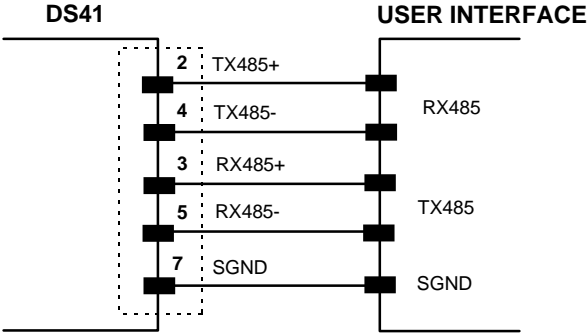 DS41
USER INTERFACE
2 TX485+
RX485
4 TX485-
3 RX485+
TX485
5 RX485-
7 SGND
SGND